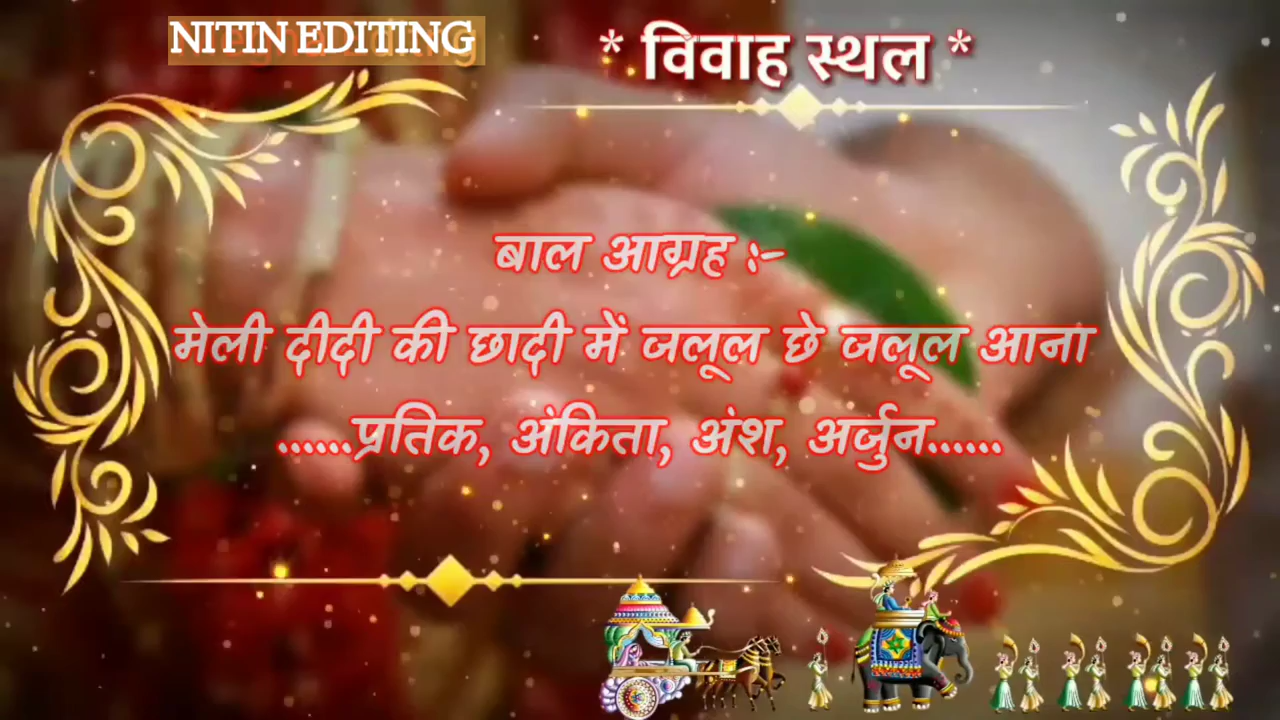 NITIN EDITING
* विवाह स्थल *
बाल आग्रह :-
मेली दीदी की छादी में जलूल छे जलूल आना
......प्रतिक, अंकिता, अंश, अर्जुन......